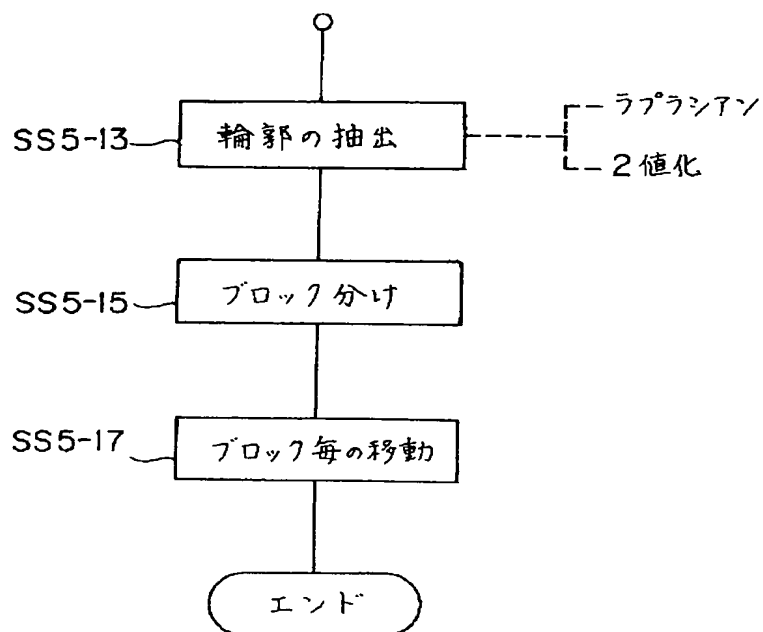 ラプラシアン
SS5-13
輪郭の抽出
2値化
SS5-15
ブロック分け
SS5-17
ブロック毎の移動
エンド